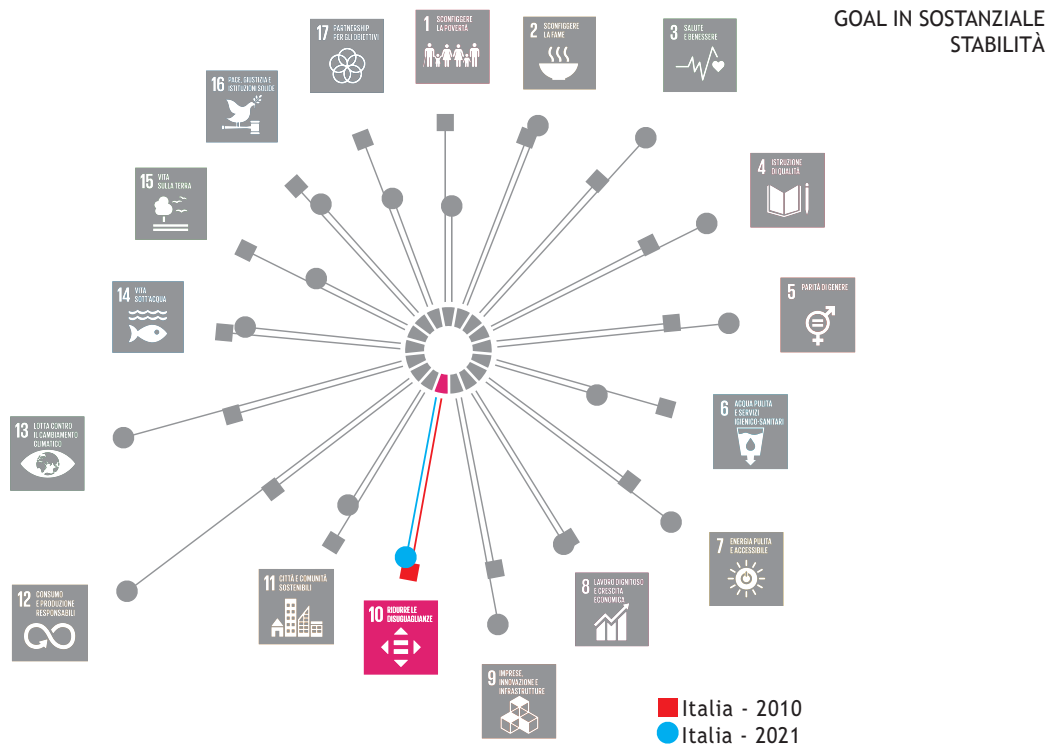 GOAL IN SOSTANZIALE
STABILITÀ
17 PARTNERSHIP
PER GLI OBIETTIVI
1 SCONFIGGERE
LA POVERTÀ
2 SCONFIGGERE
LA FAME
3 SALUTE
E BENESSERE
16 PACE, GIUSTIZIA E
ISTITUZIONI SOLIDE
15 VITA
SULLA TERRA
4 ISTRUZIONE
DI QUALITÀ
14 VITA
SOTT'ACQUA
5 PARITÀ DI GENERE
13 LOTTA CONTRO
IL CAMBIAMENTO
CLIMATICO
6 ACQUA PULITA
E SERVIZI
IGIENICO-SANITARI
12 CONSUMO
E PRODUZIONE
RESPONSABILI
11 CITTÀ E COMUNITÀ
SOSTENIBILI
10 RIDURRE LE
DISUGUAGLIANZE
9 IMPRESE,
INNOVAZIONE E
INFRASTRUTTURE
8 LAVORO DIGNITOSO
E CRESCITA
ECONOMICA
7 ENERGIA PULITA
E ACCESSIBILE
Italia - 2010
Italia - 2021